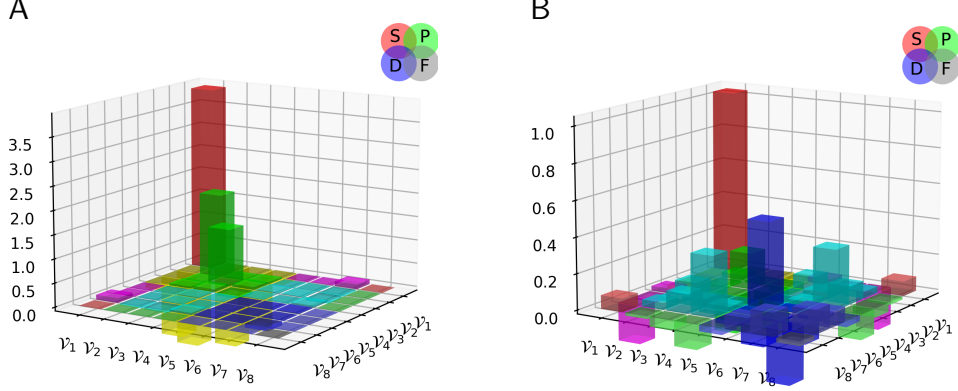 A
S P
D F
3.5
3.0
2.5
2.0
1.5
1.0
0.5
0.0
𝒱₁ 𝒱₂ 𝒱₃ 𝒱₄ 𝒱₅ 𝒱₆ 𝒱₇ 𝒱₈
𝒱₈ 𝒱₇ 𝒱₆ 𝒱₅ 𝒱₄ 𝒱₃ 𝒱₂ 𝒱₁
B
S P
D F
1.0
0.8
0.6
0.4
0.2
0.0
𝒱₁ 𝒱₂ 𝒱₃ 𝒱₄ 𝒱₅ 𝒱₆ 𝒱₇ 𝒱₈
𝒱₈ 𝒱₇ 𝒱₆ 𝒱₅ 𝒱₄ 𝒱₃ 𝒱₂ 𝒱₁